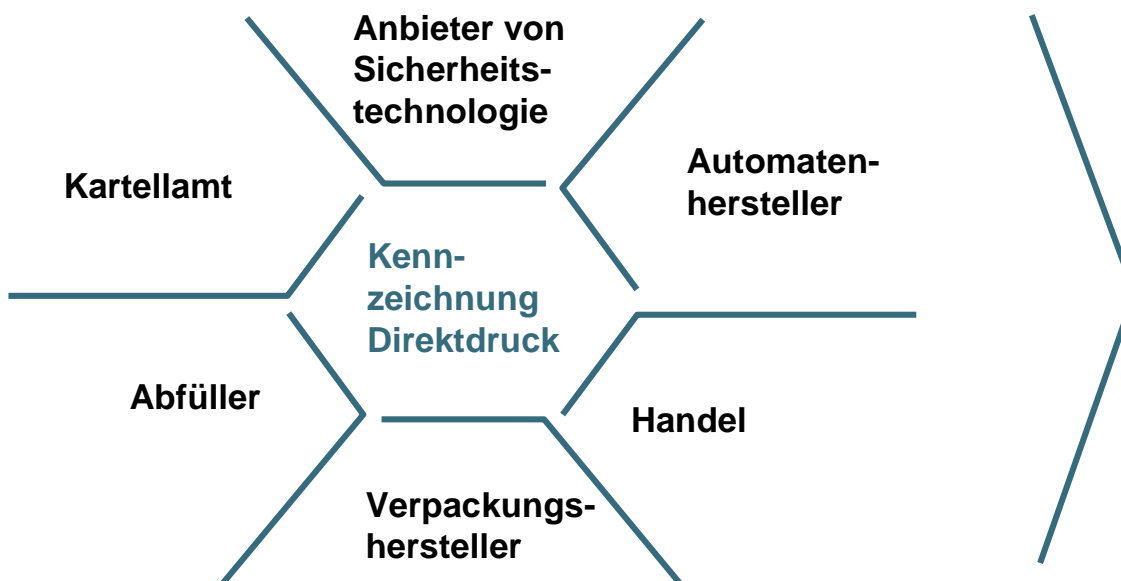 Anbieter von
Sicherheits-
technologie
Kartellamt
Automaten-
hersteller
Kenn-
zeichnung
Direktdruck
Abfüller
Handel
Verpackungs-
hersteller